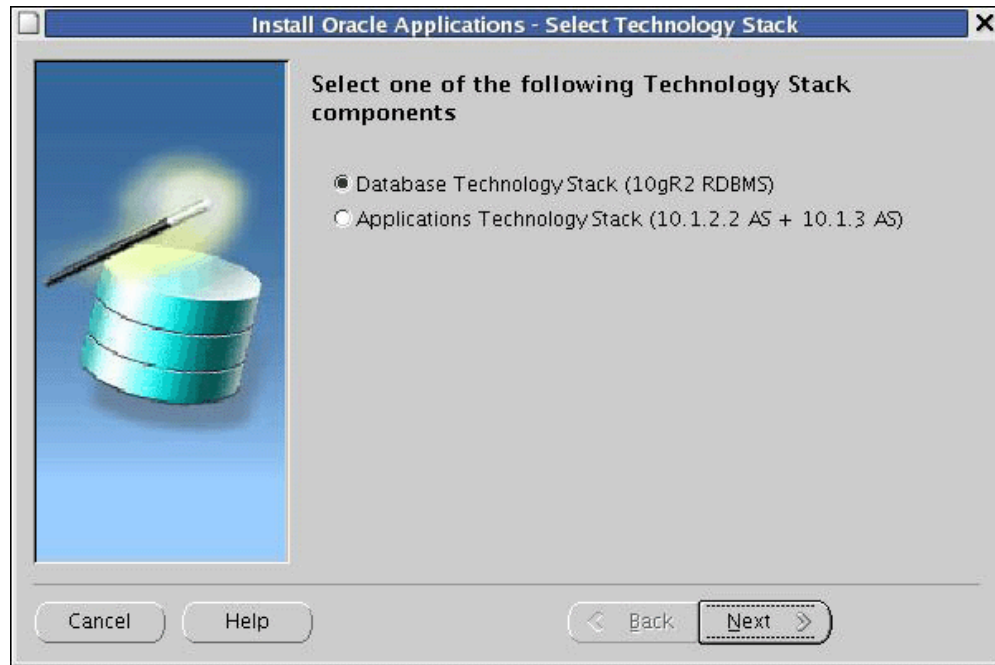 Install Oracle Applications - Select Technology Stack
Select one of the following Technology Stack
components
Database Technology Stack (10gR2 RDBMS)
Applications Technology Stack (10.1.2.2 AS + 10.1.3 AS)
Cancel
Help
Back
Next